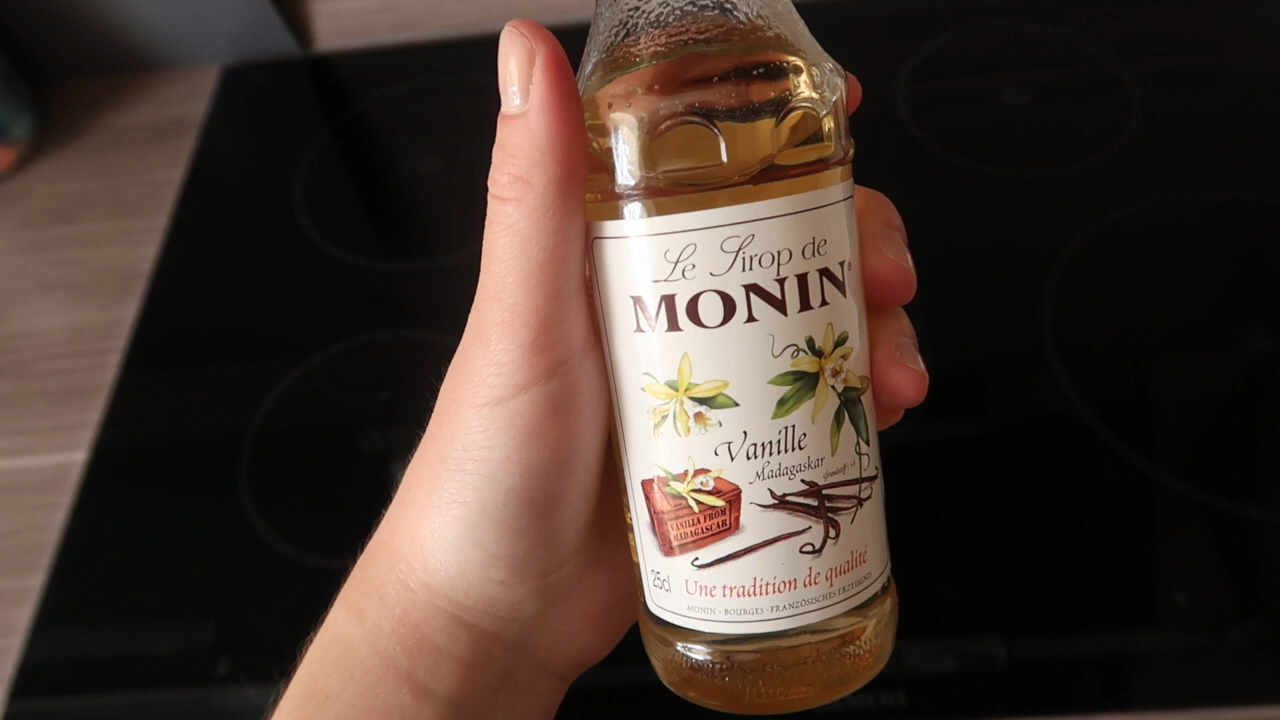 Le Sirop de
MONIN®
Vanille
Madagaskar
VANILLA FROM
MADAGASCAR
25cl
Une tradition de qualité
MONIN - BOURGES - FRANZÖSISCHES ERZEUGNIS